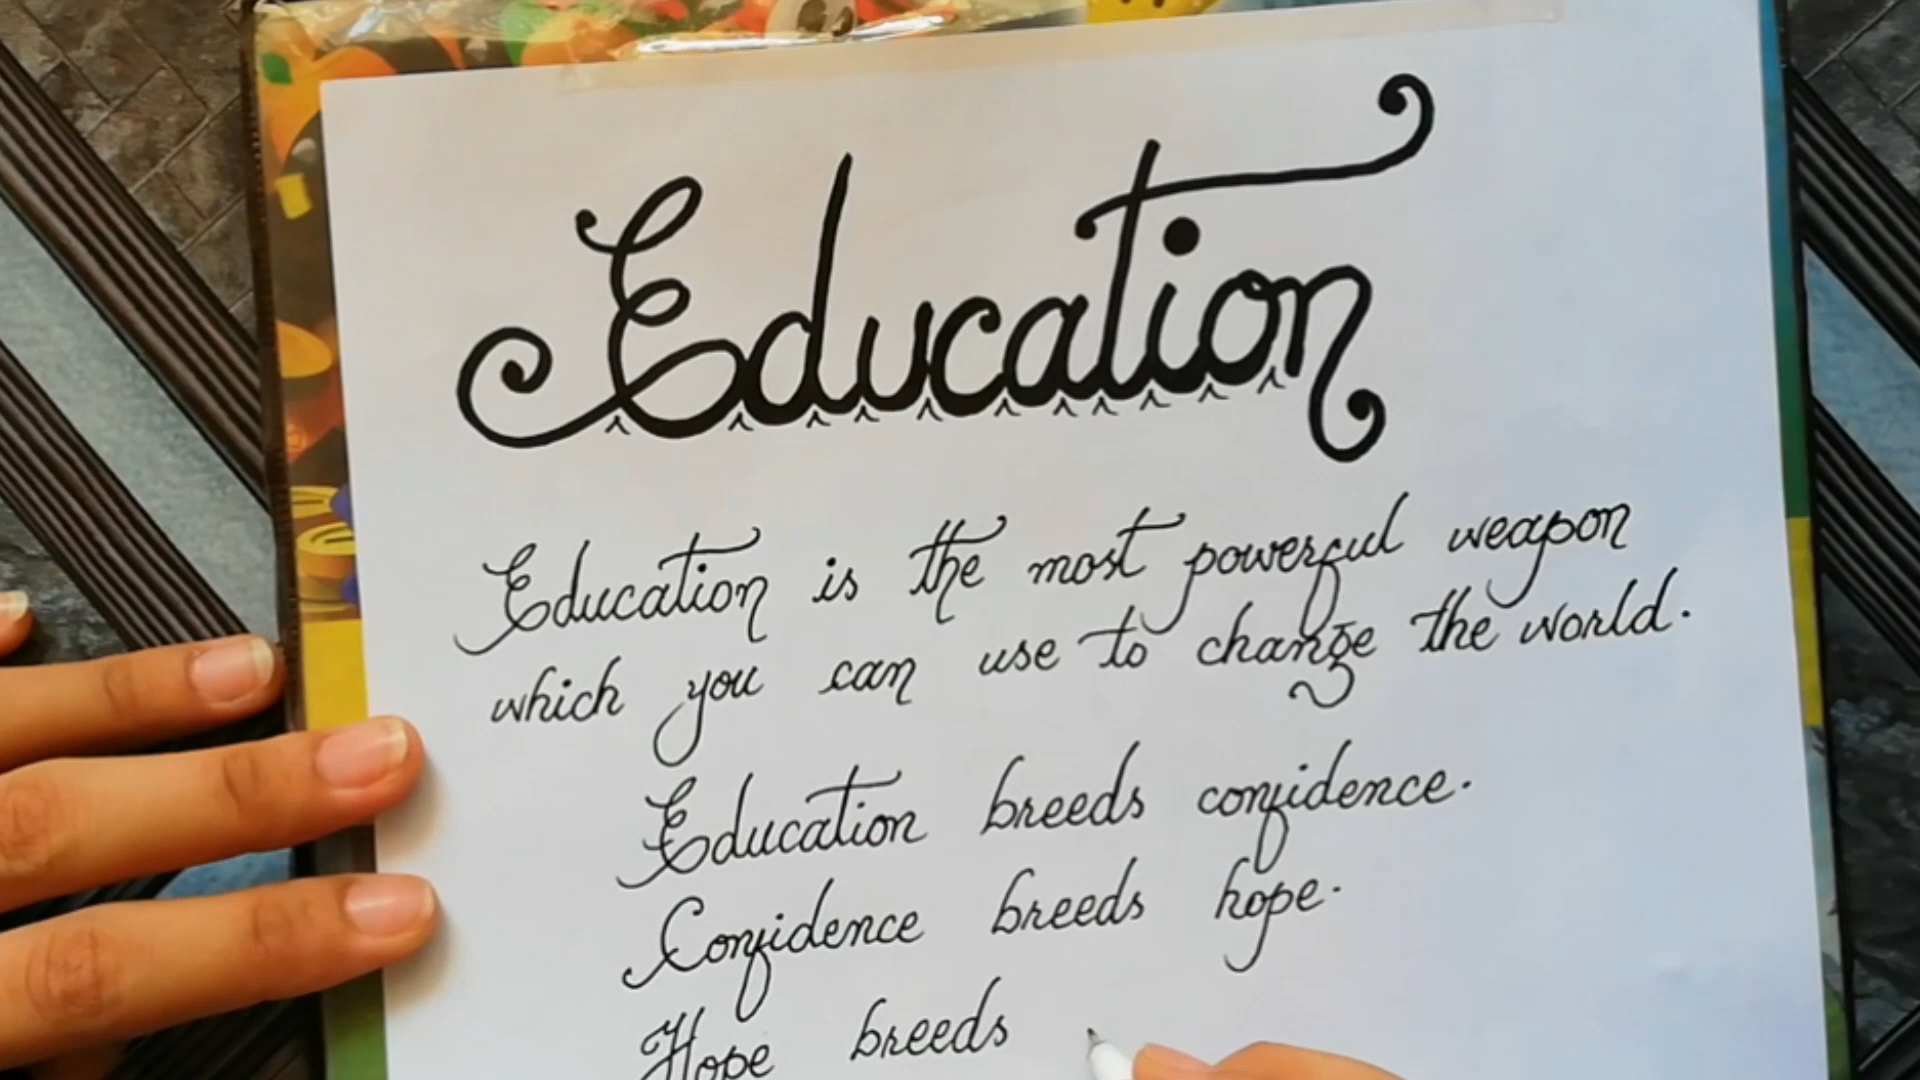 Education
Education is the most powerful weapon
which you can use to change the world.
Education breeds confidence.
Confidence breeds hope.
Hope breeds